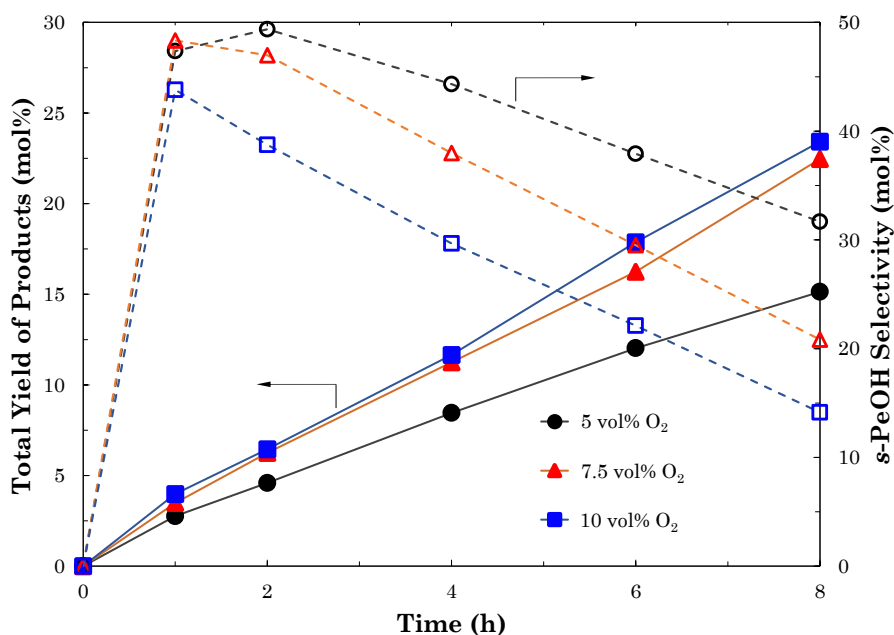 Total Yield of Products (mol%)
30
25
20
15
10
5
0
50
40
30
20
10
0
s-PeOH Selectivity (mol%)
5 vol% O₂
7.5 vol% O₂
10 vol% O₂
0 2 4 6 8
Time (h)